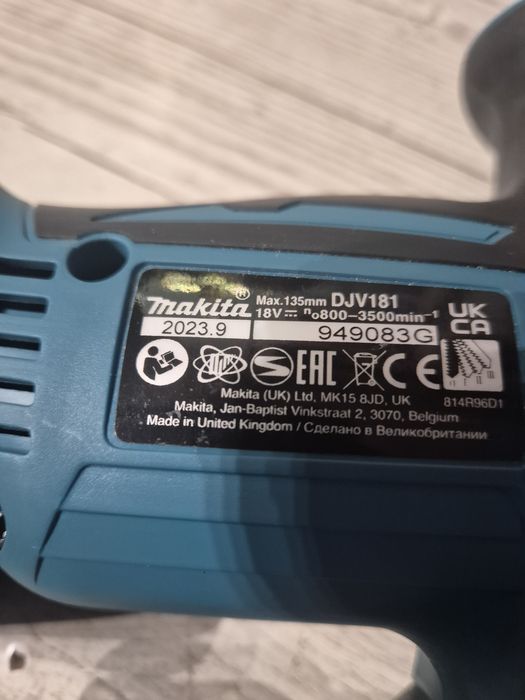 makita® Max.135mm DJV181
18V ⎓ n₀800–3500min⁻¹
2023.9 949083G
UK
CA
EAC CE
Makita (UK) Ltd, MK15 8JD, UK 814R96D1
Makita, Jan-Baptist Vinkstraat 2, 3070, Belgium
Made in United Kingdom / Сделано в Великобритении